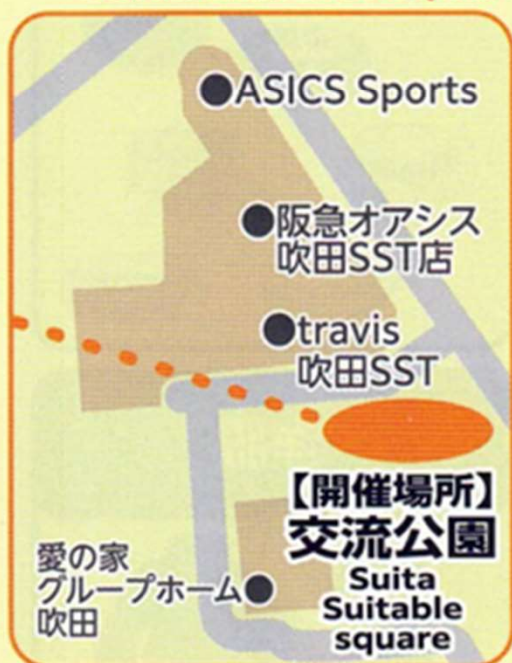 ASICS Sports
阪急オアシス
吹田SST店
travis
吹田SST
【開催場所】
交流公園
Suita
Suitable
square
愛の家
グループホーム
吹田